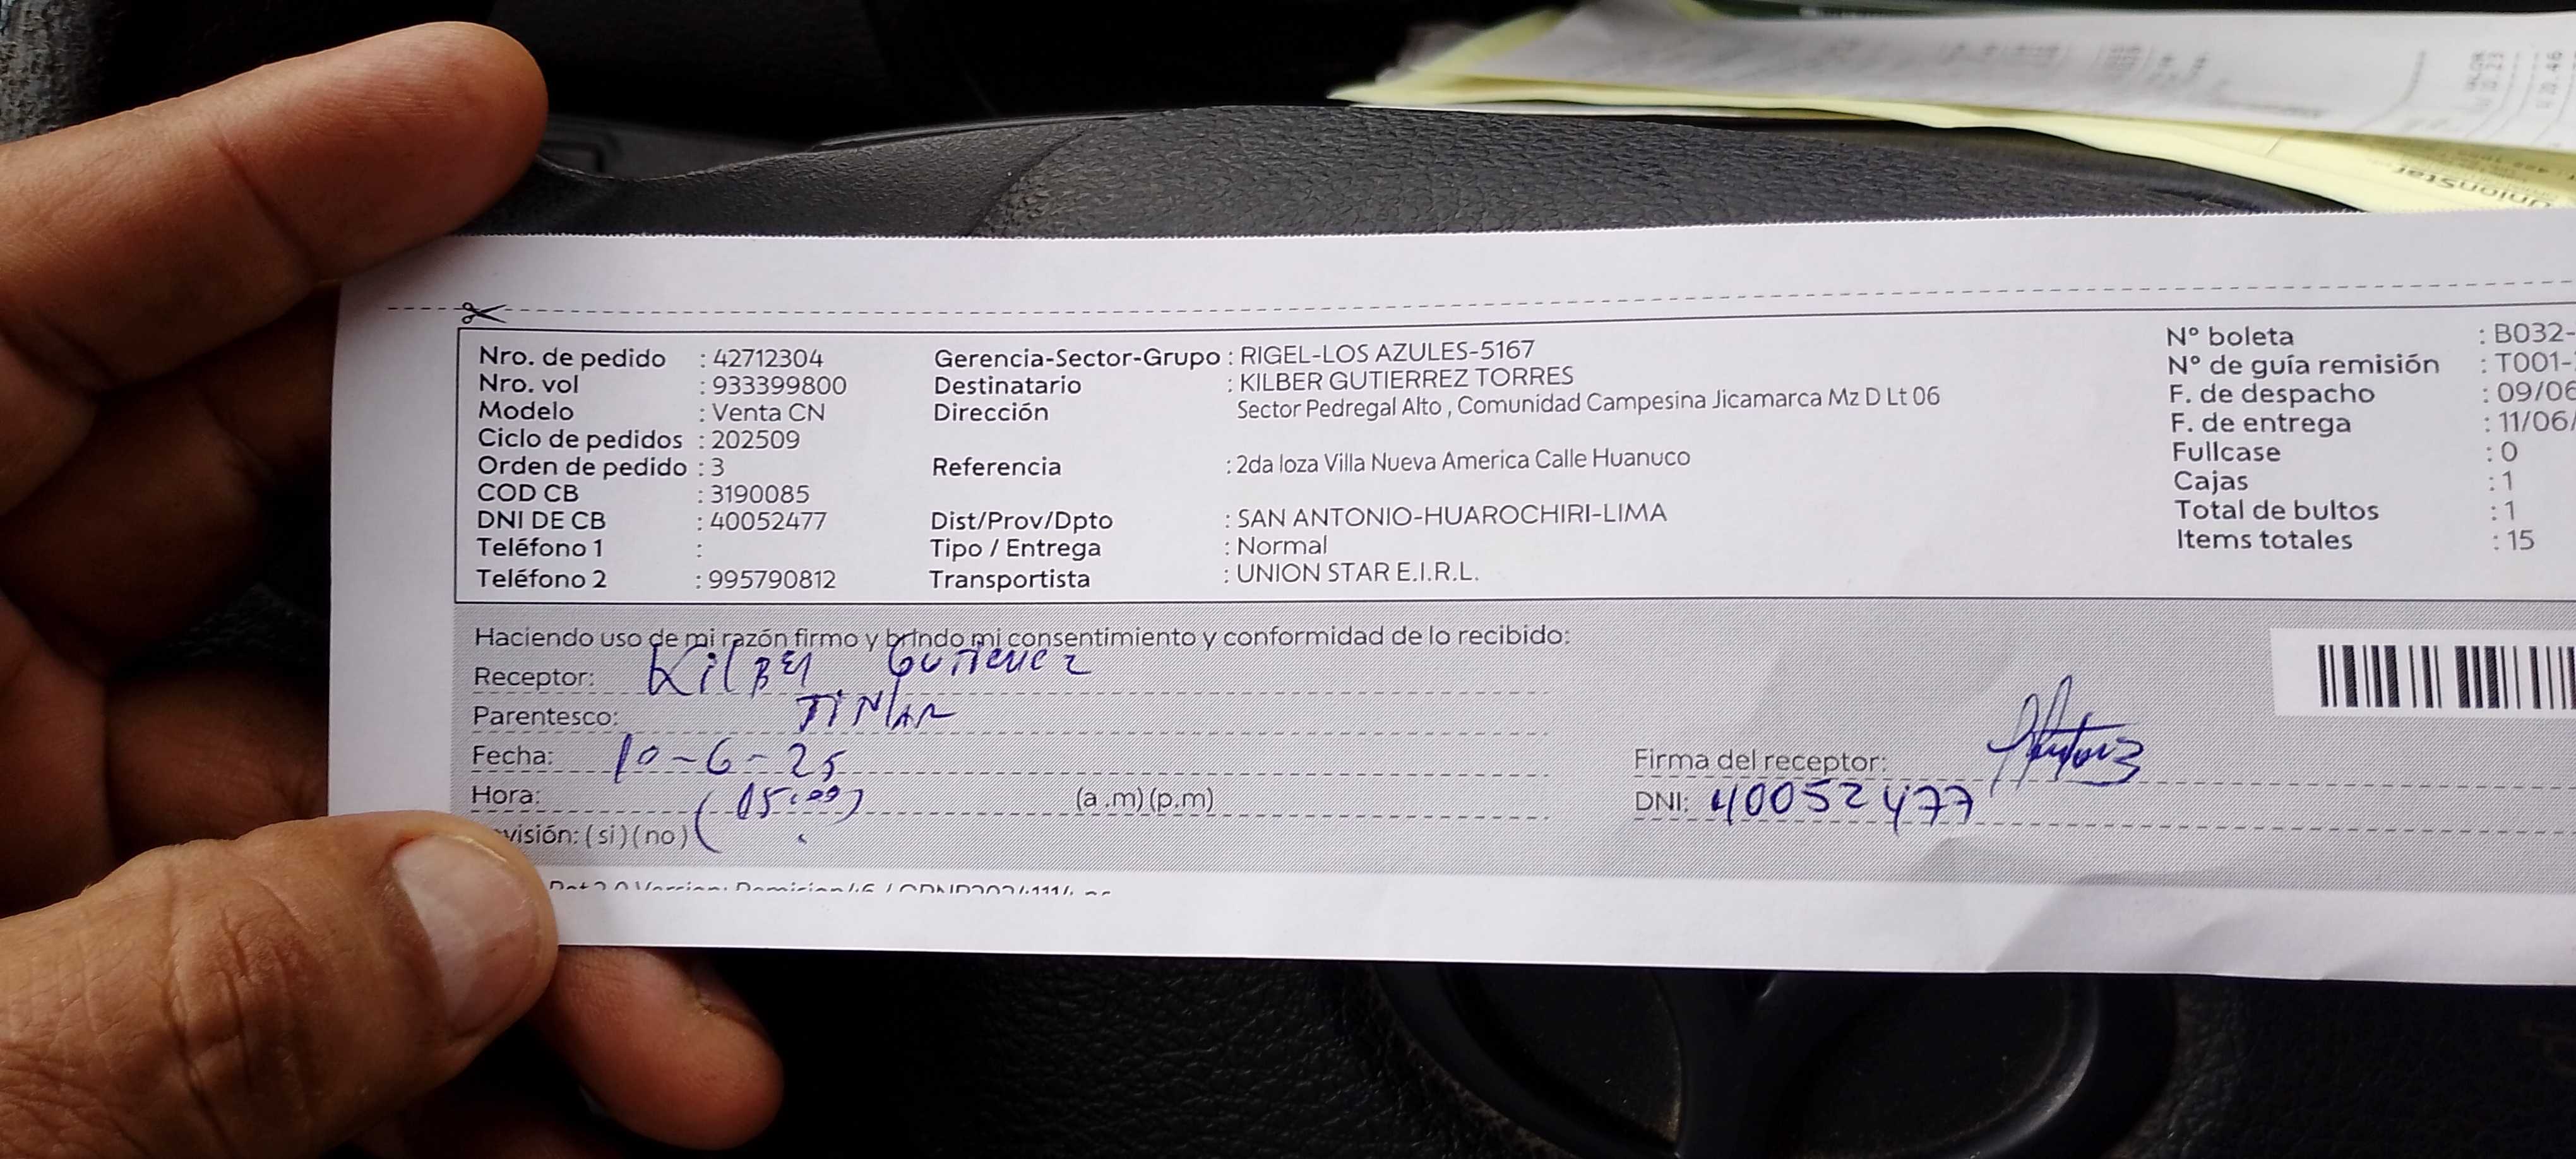 Nro. de pedido : 42712304
Nro. vol : 933399800
Modelo : Venta CN
Ciclo de pedidos : 202509
Orden de pedido : 3
COD CB : 3190085
DNI DE CB : 40052477
Teléfono 1 :
Teléfono 2 : 995790812
Gerencia-Sector-Grupo : RIGEL-LOS AZULES-5167
Destinatario : KILBER GUTIERREZ TORRES
Dirección Sector Pedregal Alto , Comunidad Campesina Jicamarca Mz D Lt 06
Referencia : 2da loza Villa Nueva America Calle Huanuco
Dist/Prov/Dpto : SAN ANTONIO-HUAROCHIRI-LIMA
Tipo / Entrega : Normal
Transportista : UNION STAR E.I.R.L.
N° boleta : B032-
N° de guía remisión : T001-
F. de despacho : 09/06
F. de entrega : 11/06/
Fullcase : 0
Cajas : 1
Total de bultos : 1
Items totales : 15
Haciendo uso de mi razón firmo y brindo mi consentimiento y conformidad de lo recibido:
Receptor: Kilber Gutierrez
Parentesco:
Fecha: 10-6-25
Hora: (15:00) (a .m) (p.m)
visión: ( si ) ( no )
Firma del receptor:
DNI: 40052477
UnionStar